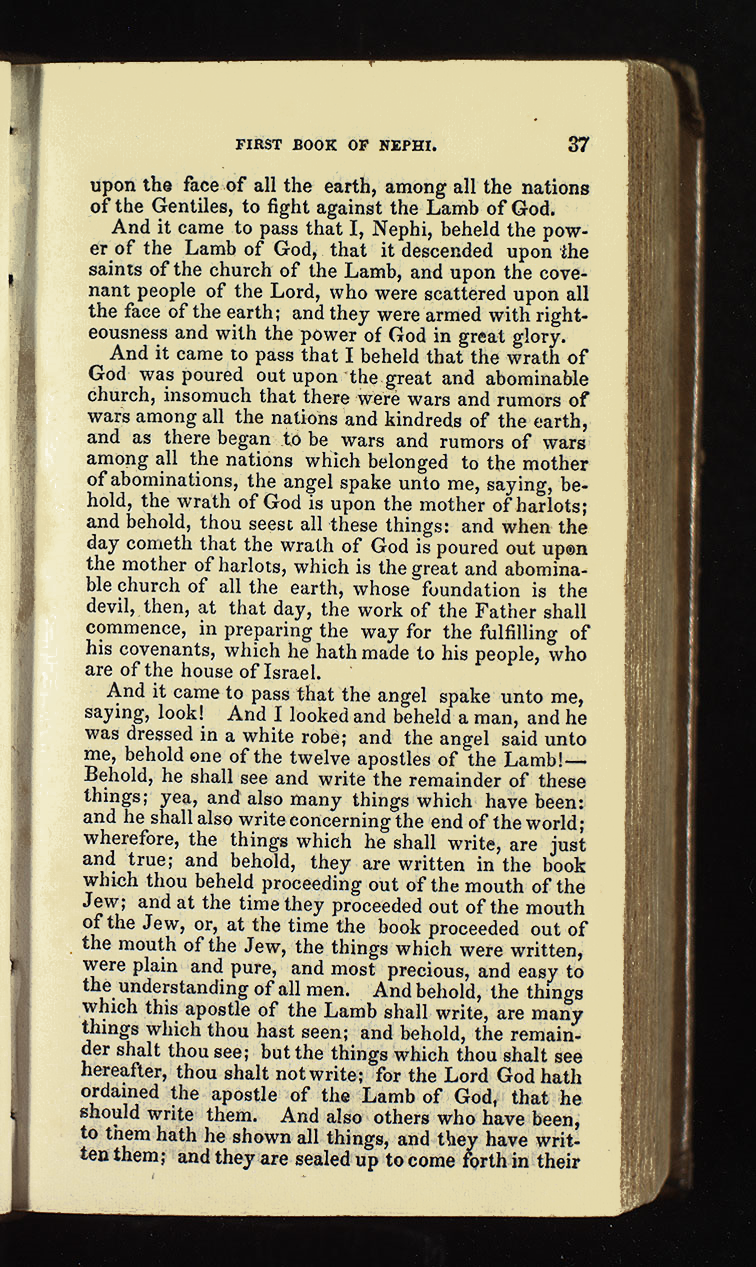 FIRST BOOK OF NEPHI. 37
upon the face of all the earth, among all the nations
of the Gentiles, to fight against the Lamb of God.
And it came to pass that I, Nephi, beheld the pow-
er of the Lamb of God, that it descended upon the
saints of the church of the Lamb, and upon the cove-
nant people of the Lord, who were scattered upon all
the face of the earth; and they were armed with right-
eousness and with the power of God in great glory.
And it came to pass that I beheld that the wrath of
God was poured out upon the great and abominable
church, insomuch that there were wars and rumors of
wars among all the nations and kindreds of the earth,
and as there began to be wars and rumors of wars
among all the nations which belonged to the mother
of abominations, the angel spake unto me, saying, be-
hold, the wrath of God is upon the mother of harlots;
and behold, thou seest all these things: and when the
day cometh that the wrath of God is poured out upon
the mother of harlots, which is the great and abomina-
ble church of all the earth, whose foundation is the
devil, then, at that day, the work of the Father shall
commence, in preparing the way for the fulfilling of
his covenants, which he hath made to his people, who
are of the house of Israel.
And it came to pass that the angel spake unto me,
saying, look! And I looked and beheld a man, and he
was dressed in a white robe; and the angel said unto
me, behold one of the twelve apostles of the Lamb!—
Behold, he shall see and write the remainder of these
things; yea, and also many things which have been:
and he shall also write concerning the end of the world;
wherefore, the things which he shall write, are just
and true; and behold, they are written in the book
which thou beheld proceeding out of the mouth of the
Jew; and at the time they proceeded out of the mouth
of the Jew, or, at the time the book proceeded out of
the mouth of the Jew, the things which were written,
were plain and pure, and most precious, and easy to
the understanding of all men. And behold, the things
which this apostle of the Lamb shall write, are many
things which thou hast seen; and behold, the remain-
der shalt thou see; but the things which thou shalt see
hereafter, thou shalt not write; for the Lord God hath
ordained the apostle of the Lamb of God, that he
should write them. And also others who have been,
to them hath he shown all things, and they have writ-
ten them; and they are sealed up to come forth in their